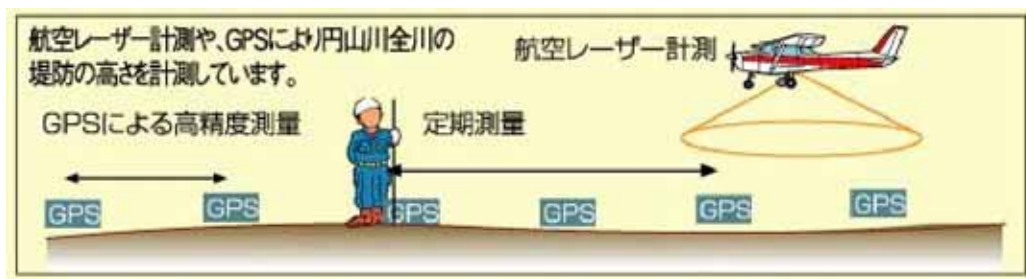 航空レーザー計測や、GPSにより円山川全川の
堤防の高さを計測しています。
航空レーザー計測
GPSによる高精度測量
定期測量
GPS
GPS
GPS
GPS
GPS
GPS